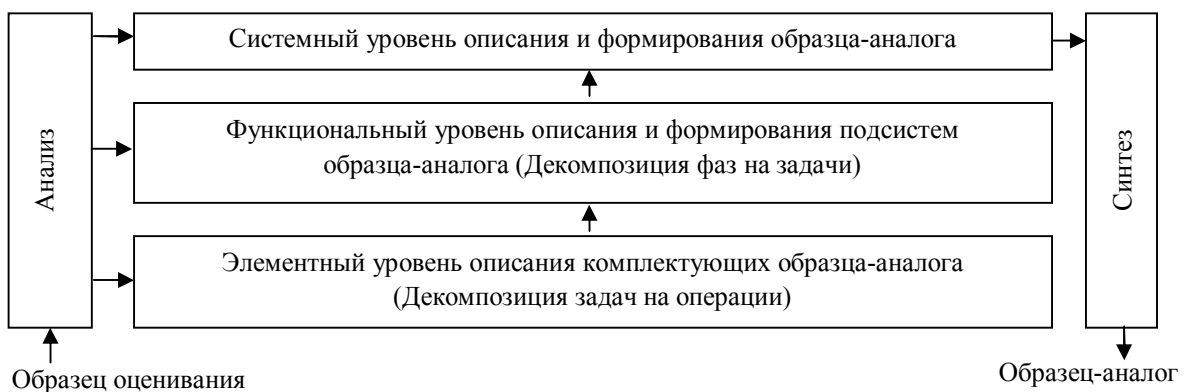 Анализ
Системный уровень описания и формирования образца-аналога
Функциональный уровень описания и формирования подсистем
образца-аналога (Декомпозиция фаз на задачи)
Элементный уровень описания комплектующих образца-аналога
(Декомпозиция задач на операции)
Синтез
Образец оценивания
Образец-аналог